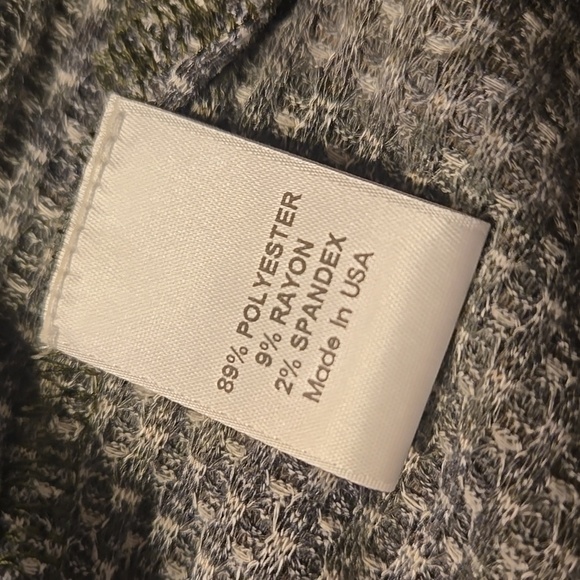 89% POLYESTER
9% RAYON
2% SPANDEX
Made In USA